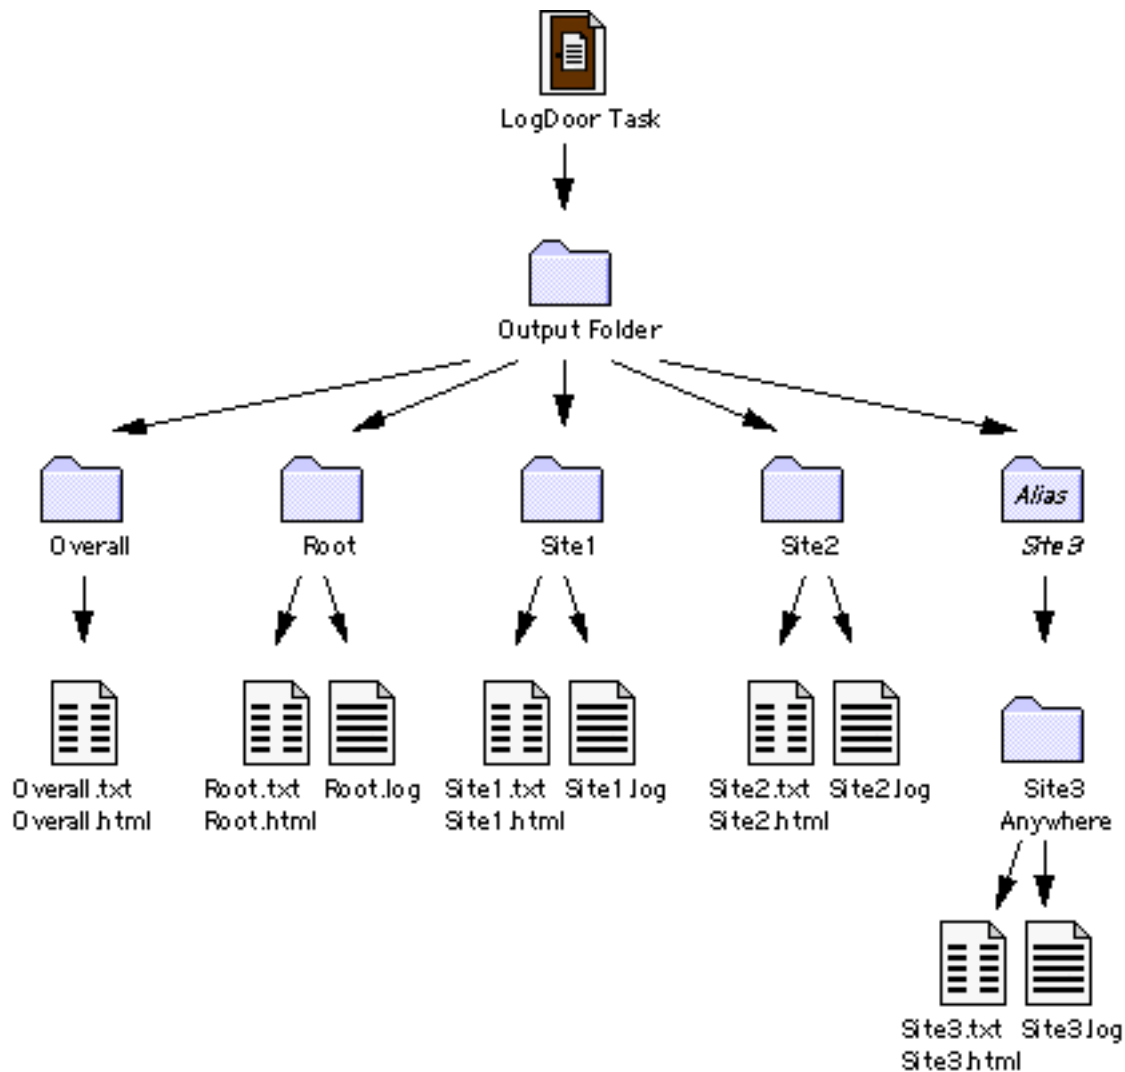 LogDoor Task
Output Folder
Alias
Overall
Root
Site1
Site2
Site3
Overall.txt
Overall.html
Root.txt
Root.html
Root.log
Site1.txt
Site1.html
Site1.log
Site2.txt
Site2.html
Site2.log
Site3
Anywhere
Site3.txt
Site3.html
Site3.log